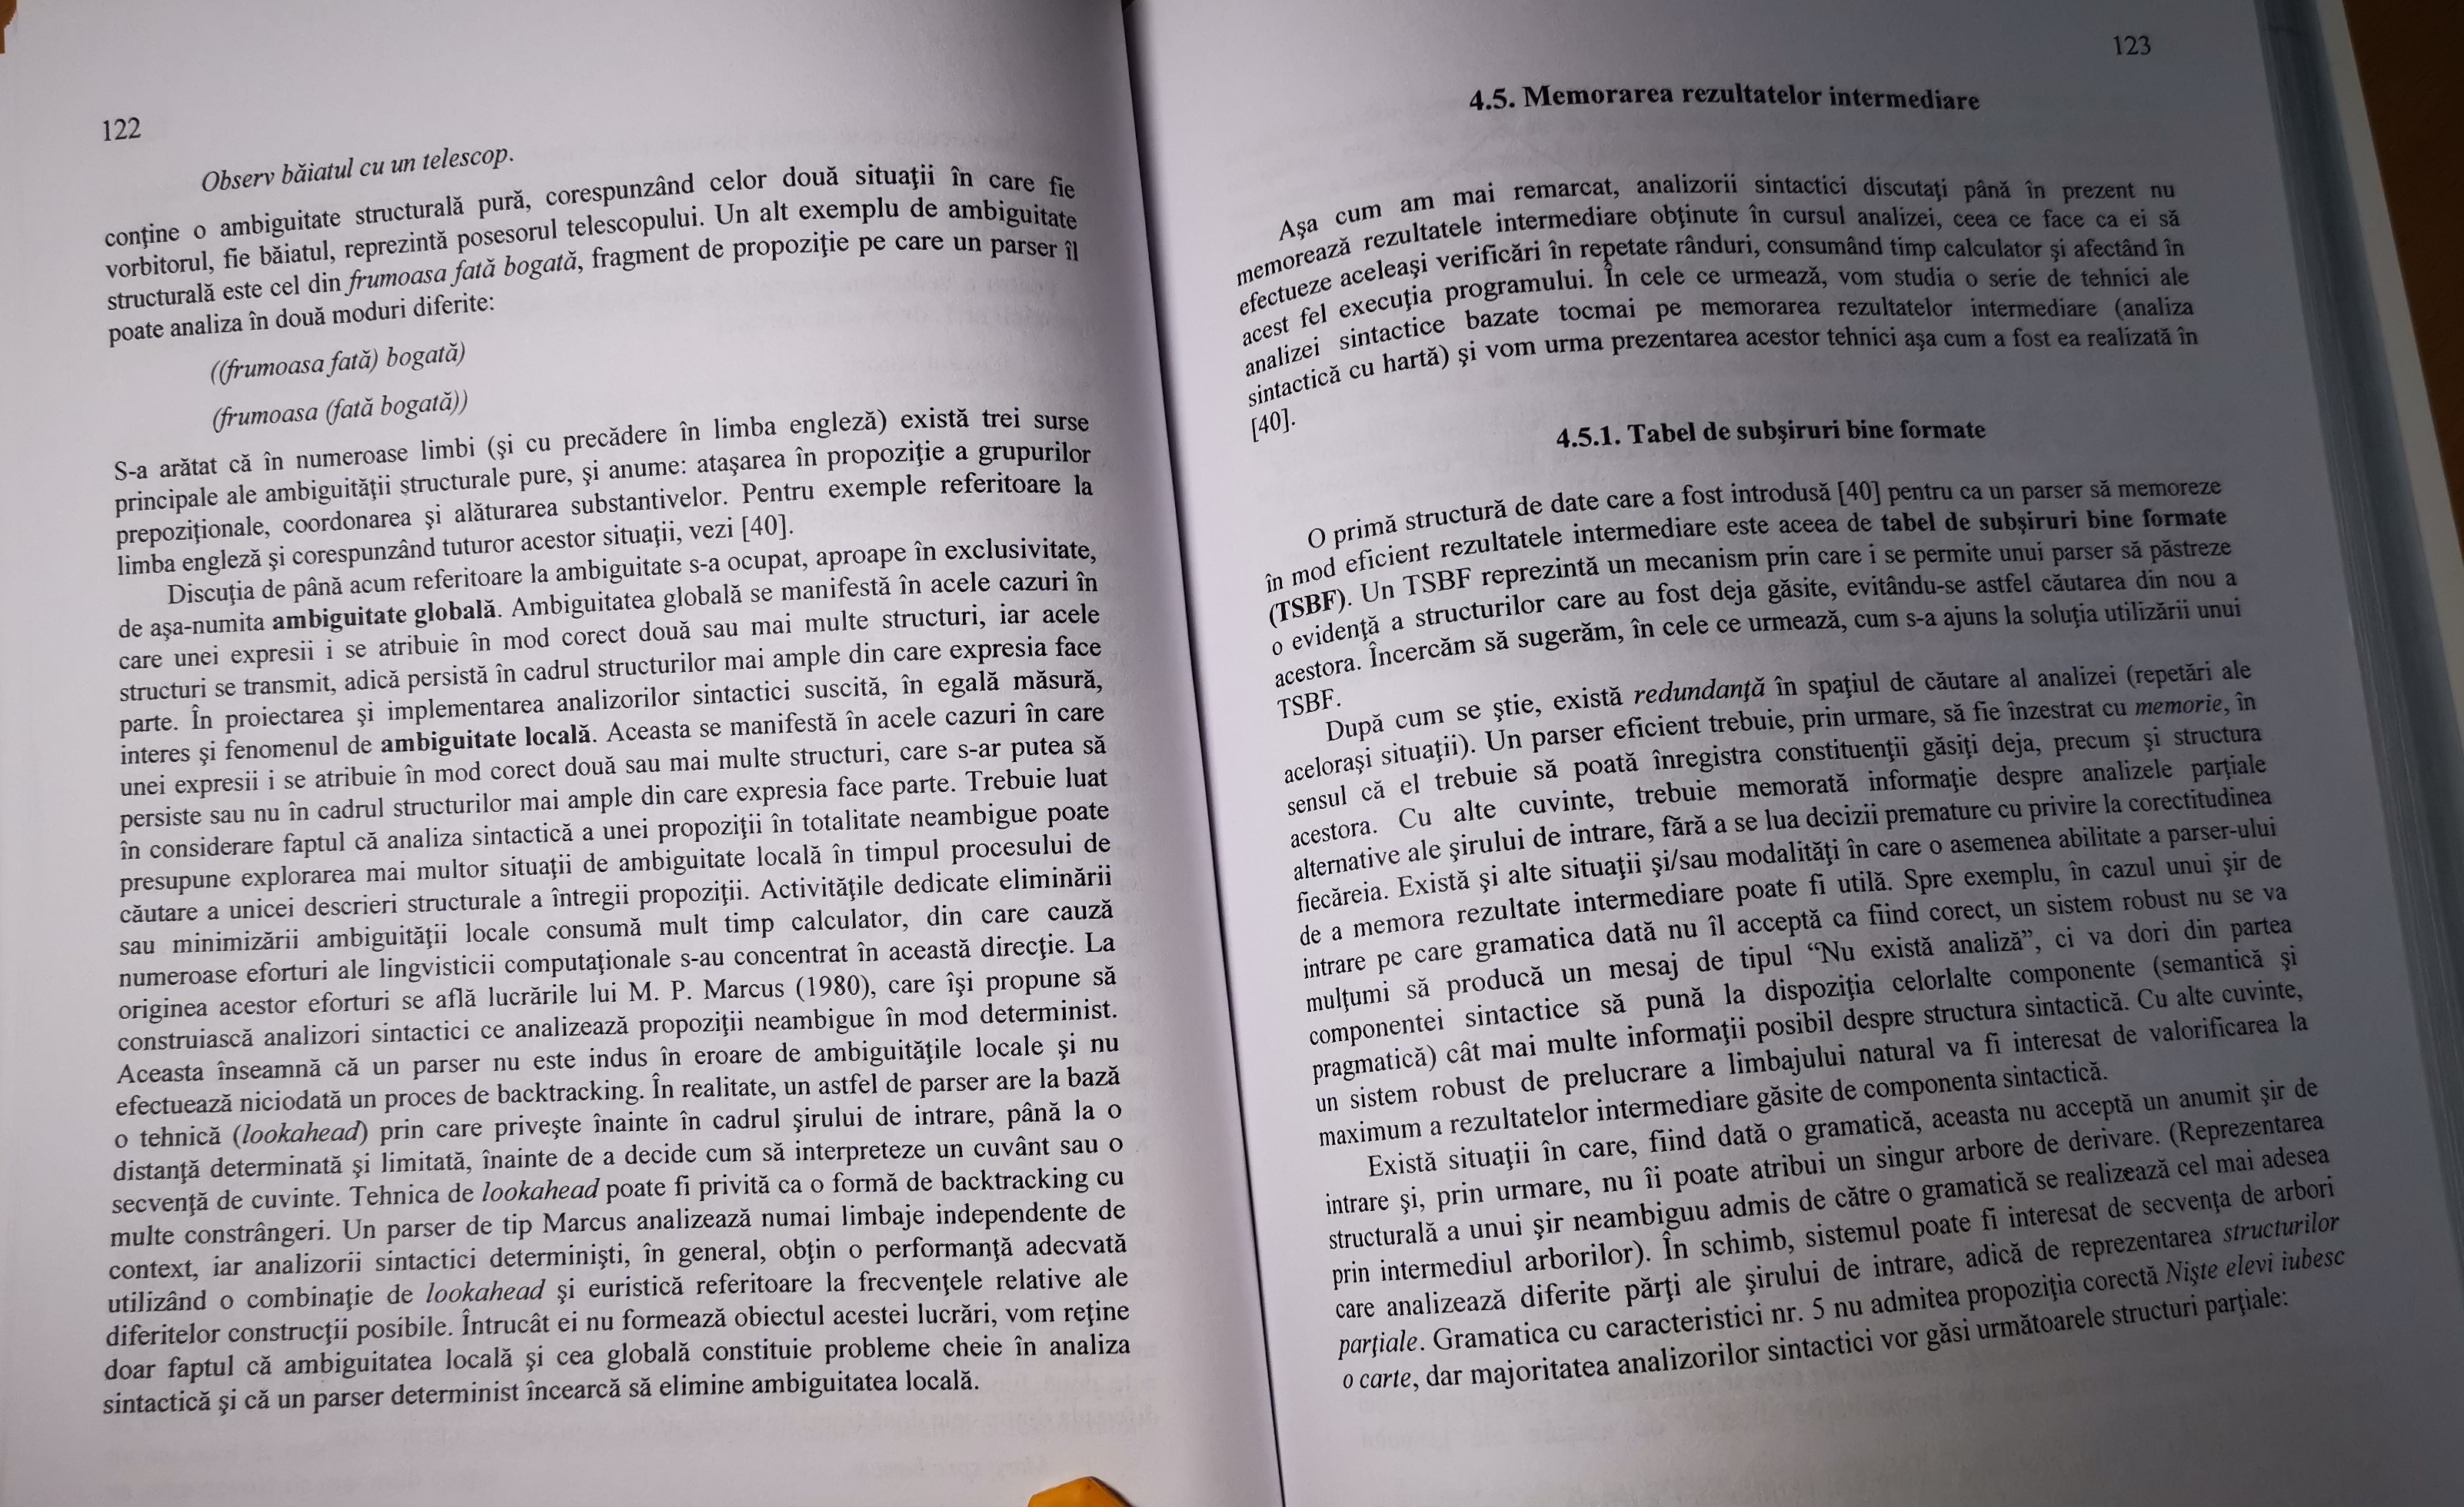 122
Observ băiatul cu un telescop.
conţine o ambiguitate structurală pură, corespunzând celor două situaţii în care fie
vorbitorul, fie băiatul, reprezintă posesorul telescopului. Un alt exemplu de ambiguitate
structurală este cel din frumoasa fată bogată, fragment de propoziţie pe care un parser îl
poate analiza în două moduri diferite:
((frumoasa fată) bogată)
(frumoasa (fată bogată))
S-a arătat că în numeroase limbi (şi cu precădere în limba engleză) există trei surse
principale ale ambiguităţii structurale pure, şi anume: ataşarea în propoziţie a grupurilor
prepoziţionale, coordonarea şi alăturarea substantivelor. Pentru exemple referitoare la
limba engleză şi corespunzând tuturor acestor situaţii, vezi [40].
Discuţia de până acum referitoare la ambiguitate s-a ocupat, aproape în exclusivitate,
de aşa-numita ambiguitate globală. Ambiguitatea globală se manifestă în acele cazuri în
care unei expresii i se atribuie în mod corect două sau mai multe structuri, iar acele
structuri se transmit, adică persistă în cadrul structurilor mai ample din care expresia face
parte. În proiectarea şi implementarea analizorilor sintactici suscită, în egală măsură,
interes şi fenomenul de ambiguitate locală. Aceasta se manifestă în acele cazuri în care
unei expresii i se atribuie în mod corect două sau mai multe structuri, care s-ar putea să
persiste sau nu în cadrul structurilor mai ample din care expresia face parte. Trebuie luat
în considerare faptul că analiza sintactică a unei propoziţii în totalitate neambigue poate
presupune explorarea mai multor situaţii de ambiguitate locală în timpul procesului de
căutare a unicei descrieri structurale a întregii propoziţii. Activităţile dedicate eliminării
sau minimizării ambiguităţii locale consumă mult timp calculator, din care cauză
numeroase eforturi ale lingvisticii computaţionale s-au concentrat în această direcţie. La
originea acestor eforturi se află lucrările lui M. P. Marcus (1980), care îşi propune să
construiască analizori sintactici ce analizează propoziţii neambigue în mod determinist.
Aceasta înseamnă că un parser nu este indus în eroare de ambiguităţile locale şi nu
efectuează niciodată un proces de backtracking. În realitate, un astfel de parser are la bază
o tehnică (lookahead) prin care priveşte înainte în cadrul şirului de intrare, până la o
distanţă determinată şi limitată, înainte de a decide cum să interpreteze un cuvânt sau o
secvenţă de cuvinte. Tehnica de lookahead poate fi privită ca o formă de backtracking cu
multe constrângeri. Un parser de tip Marcus analizează numai limbaje independente de
context, iar analizorii sintactici determinişti, în general, obţin o performanţă adecvată
utilizând o combinaţie de lookahead şi euristică referitoare la frecvenţele relative ale
diferitelor construcţii posibile. Întrucât ei nu formează obiectul acestei lucrări, vom reţine
doar faptul că ambiguitatea locală şi cea globală constituie probleme cheie în analiza
sintactică şi că un parser determinist încearcă să elimine ambiguitatea locală.
123
4.5. Memorarea rezultatelor intermediare
Aşa cum am mai remarcat, analizorii sintactici discutaţi până în prezent nu
memorează rezultatele intermediare obţinute în cursul analizei, ceea ce face ca ei să
efectueze aceleaşi verificări în repetate rânduri, consumând timp calculator şi afectând în
acest fel execuţia programului. În cele ce urmează, vom studia o serie de tehnici ale
analizei sintactice bazate tocmai pe memorarea rezultatelor intermediare (analiza
sintactică cu hartă) şi vom urma prezentarea acestor tehnici aşa cum a fost ea realizată în
[40].
4.5.1. Tabel de subşiruri bine formate
O primă structură de date care a fost introdusă [40] pentru ca un parser să memoreze
în mod eficient rezultatele intermediare este aceea de tabel de subşiruri bine formate
(TSBF). Un TSBF reprezintă un mecanism prin care i se permite unui parser să păstreze
o evidenţă a structurilor care au fost deja găsite, evitându-se astfel căutarea din nou a
acestora. Încercăm să sugerăm, în cele ce urmează, cum s-a ajuns la soluţia utilizării unui
TSBF.
După cum se ştie, există redundanţă în spaţiul de căutare al analizei (repetări ale
aceloraşi situaţii). Un parser eficient trebuie, prin urmare, să fie înzestrat cu memorie, în
sensul că el trebuie să poată înregistra constituenţii găsiţi deja, precum şi structura
acestora. Cu alte cuvinte, trebuie memorată informaţie despre analizele parţiale
alternative ale şirului de intrare, fără a se lua decizii premature cu privire la corectitudinea
fiecăreia. Există şi alte situaţii şi/sau modalităţi în care o asemenea abilitate a parser-ului
de a memora rezultate intermediare poate fi utilă. Spre exemplu, în cazul unui şir de
intrare pe care gramatica dată nu îl acceptă ca fiind corect, un sistem robust nu se va
mulţumi să producă un mesaj de tipul “Nu există analiză”, ci va dori din partea
componentei sintactice să pună la dispoziţia celorlalte componente (semantică şi
pragmatică) cât mai multe informaţii posibil despre structura sintactică. Cu alte cuvinte,
un sistem robust de prelucrare a limbajului natural va fi interesat de valorificarea la
maximum a rezultatelor intermediare găsite de componenta sintactică.
Există situaţii în care, fiind dată o gramatică, aceasta nu acceptă un anumit şir de
intrare şi, prin urmare, nu îi poate atribui un singur arbore de derivare. (Reprezentarea
structurală a unui şir neambiguu admis de către o gramatică se realizează cel mai adesea
prin intermediul arborilor). În schimb, sistemul poate fi interesat de secvenţa de arbori
care analizează diferite părţi ale şirului de intrare, adică de reprezentarea structurilor
parţiale. Gramatica cu caracteristici nr. 5 nu admitea propoziţia corectă Nişte elevi iubesc
o carte, dar majoritatea analizorilor sintactici vor găsi următoarele structuri parţiale: